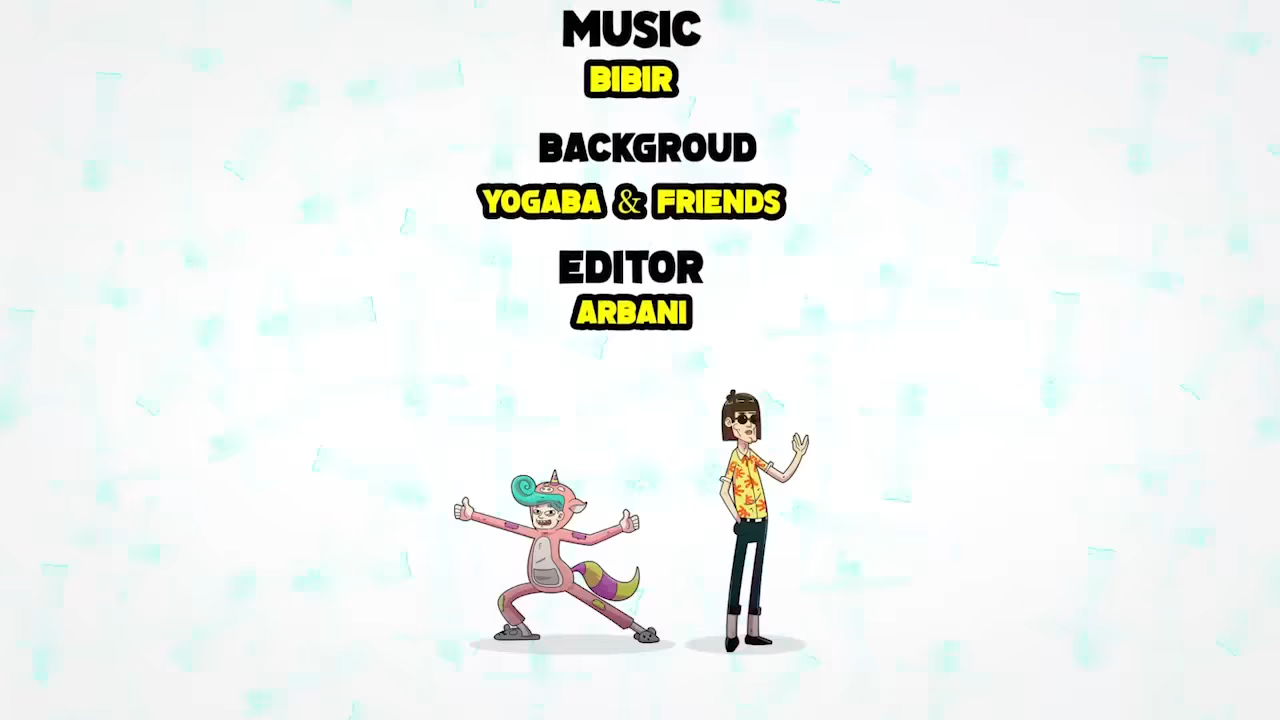 MUSIC
BIBIR
BACKGROUD
YOGABA & FRIENDS
EDITOR
ARBANI